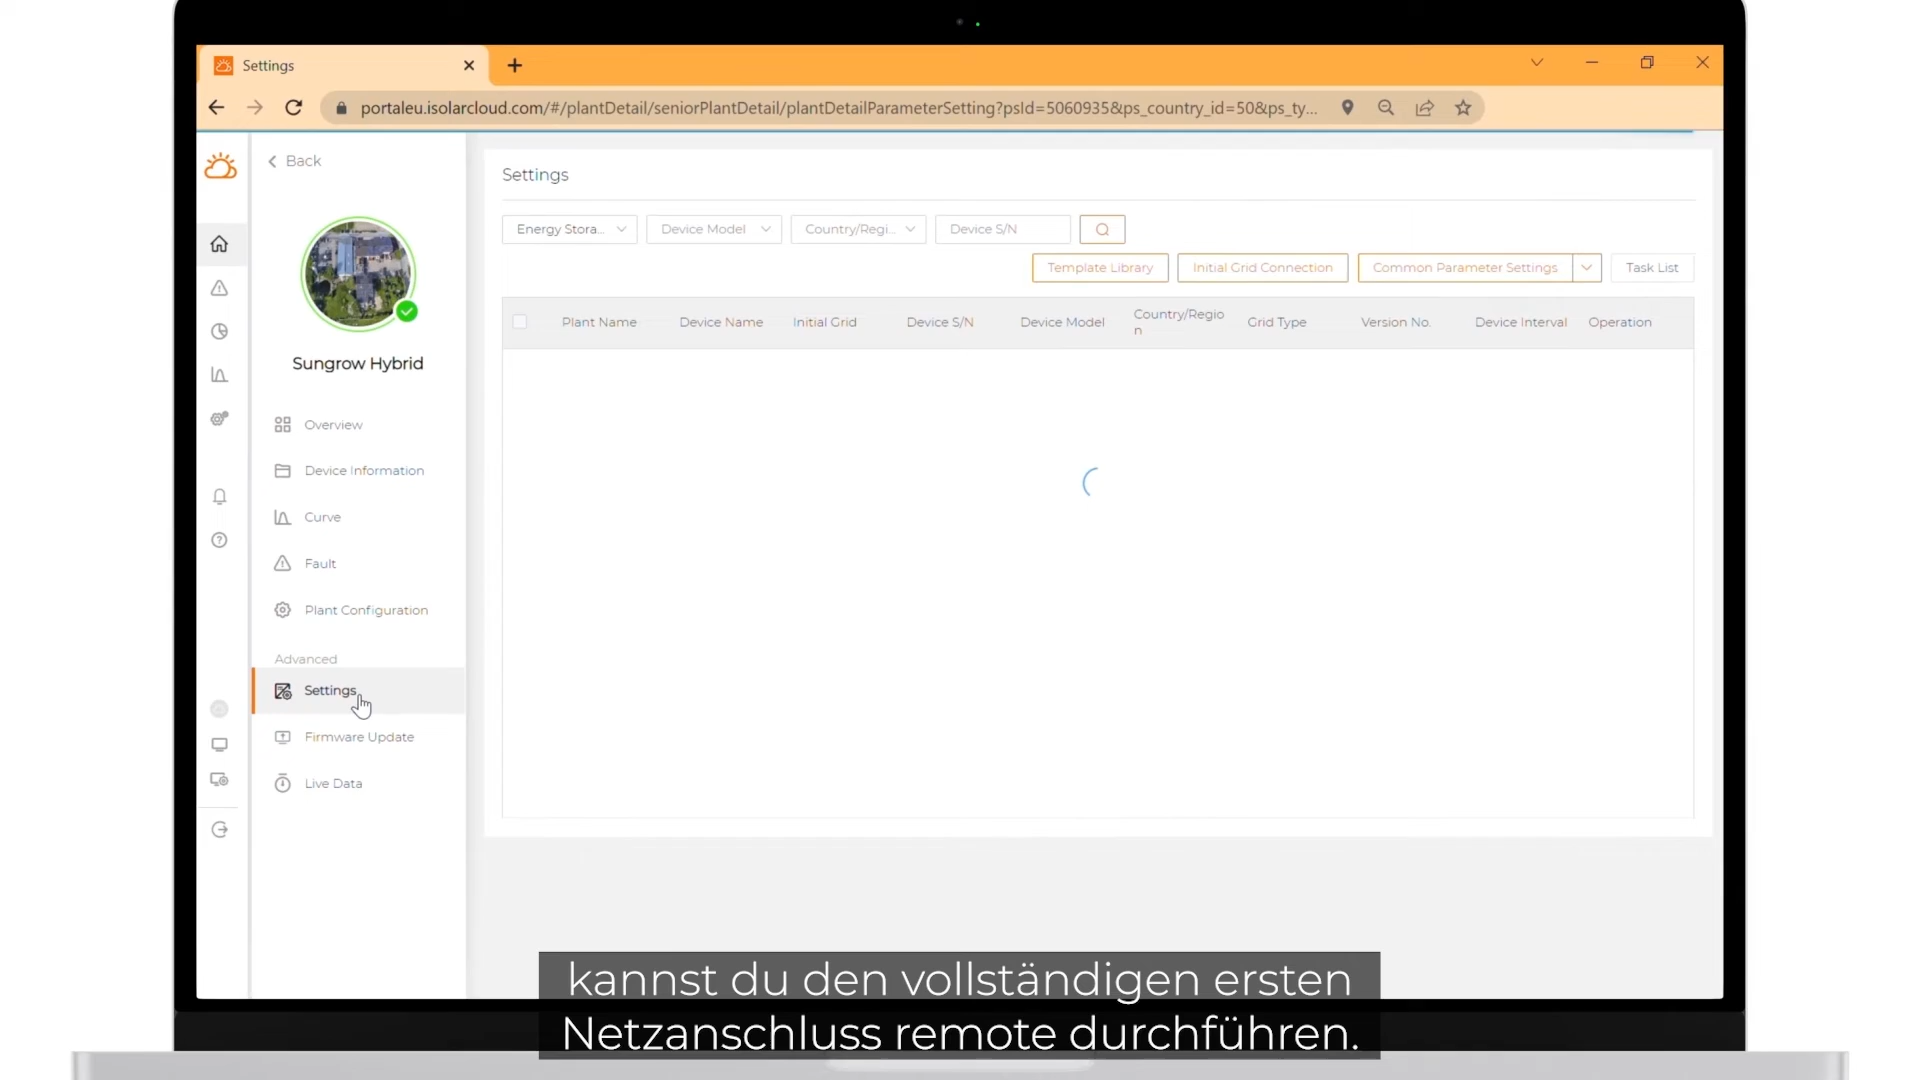 Settings
portaleu.isolarcloud.com/#/plantDetail/seniorPlantDetail/plantDetailParameterSetting?psId=5060935&ps_country_id=50&ps_ty...
Back
Settings
Energy Stora...
Device Model
Country/Regi...
Device S/N
Template Library
Initial Grid Connection
Common Parameter Settings
Task List
Plant Name
Device Name
Initial Grid
Device S/N
Device Model
Country/Regio
n
Grid Type
Version No.
Device Interval
Operation
Sungrow Hybrid
Overview
Device Information
Curve
Fault
Plant Configuration
Advanced
Settings
Firmware Update
Live Data
kannst du den vollständigen ersten
Netzanschluss remote durchführen.